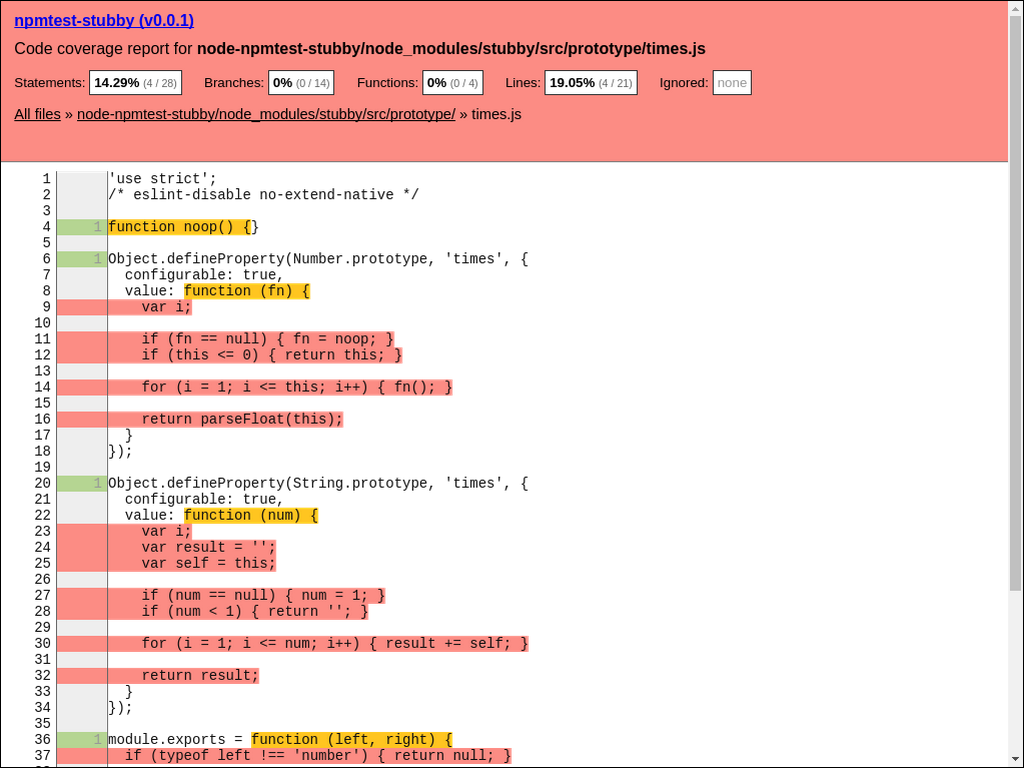 npmtest-stubby (v0.0.1)
Code coverage report for node-npmtest-stubby/node_modules/stubby/src/prototype/times.js
Statements: 14.29% (4 / 28) Branches: 0% (0 / 14) Functions: 0% (0 / 4) Lines: 19.05% (4 / 21) Ignored: none
All files » node-npmtest-stubby/node_modules/stubby/src/prototype/ » times.js
1 'use strict';
2 /* eslint-disable no-extend-native */
3
4 1 function noop() {}
5
6 1 Object.defineProperty(Number.prototype, 'times', {
7   configurable: true,
8   value: function (fn) {
9     var i;
10
11     if (fn == null) { fn = noop; }
12     if (this <= 0) { return this; }
13
14     for (i = 1; i <= this; i++) { fn(); }
15
16     return parseFloat(this);
17   }
18 });
19
20 1 Object.defineProperty(String.prototype, 'times', {
21   configurable: true,
22   value: function (num) {
23     var i;
24     var result = '';
25     var self = this;
26
27     if (num == null) { num = 1; }
28     if (num < 1) { return ''; }
29
30     for (i = 1; i <= num; i++) { result += self; }
31
32     return result;
33   }
34 });
35
36 1 module.exports = function (left, right) {
37   if (typeof left !== 'number') { return null; }